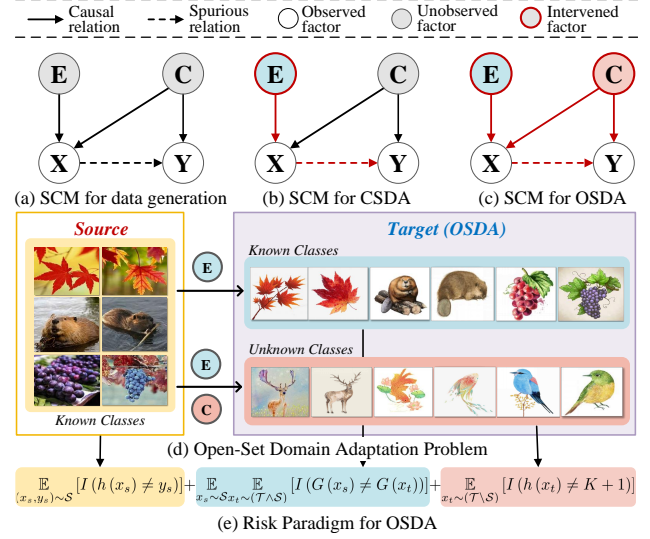 Causal relation
Spurious relation
Observed factor
Unobserved factor
Intervened factor
E C
X Y
E C
X Y
E C
X Y
(a) SCM for data generation
(b) SCM for CSDA
(c) SCM for OSDA
Source
Target (OSDA)
Known Classes
E
Unknown Classes
E
C
Known Classes
(d) Open-Set Domain Adaptation Problem
𝔼_{(x_s,y_s)∼𝒮} [I (h (x_s) ≠ y_s)] + 𝔼_{x_s∼𝒮} 𝔼_{x_t∼(𝒯∧𝒮)} [I (G (x_s) ≠ G (x_t))] + 𝔼_{x_t∼(𝒯\𝒮)} [I (h (x_t) ≠ K + 1)]
(e) Risk Paradigm for OSDA